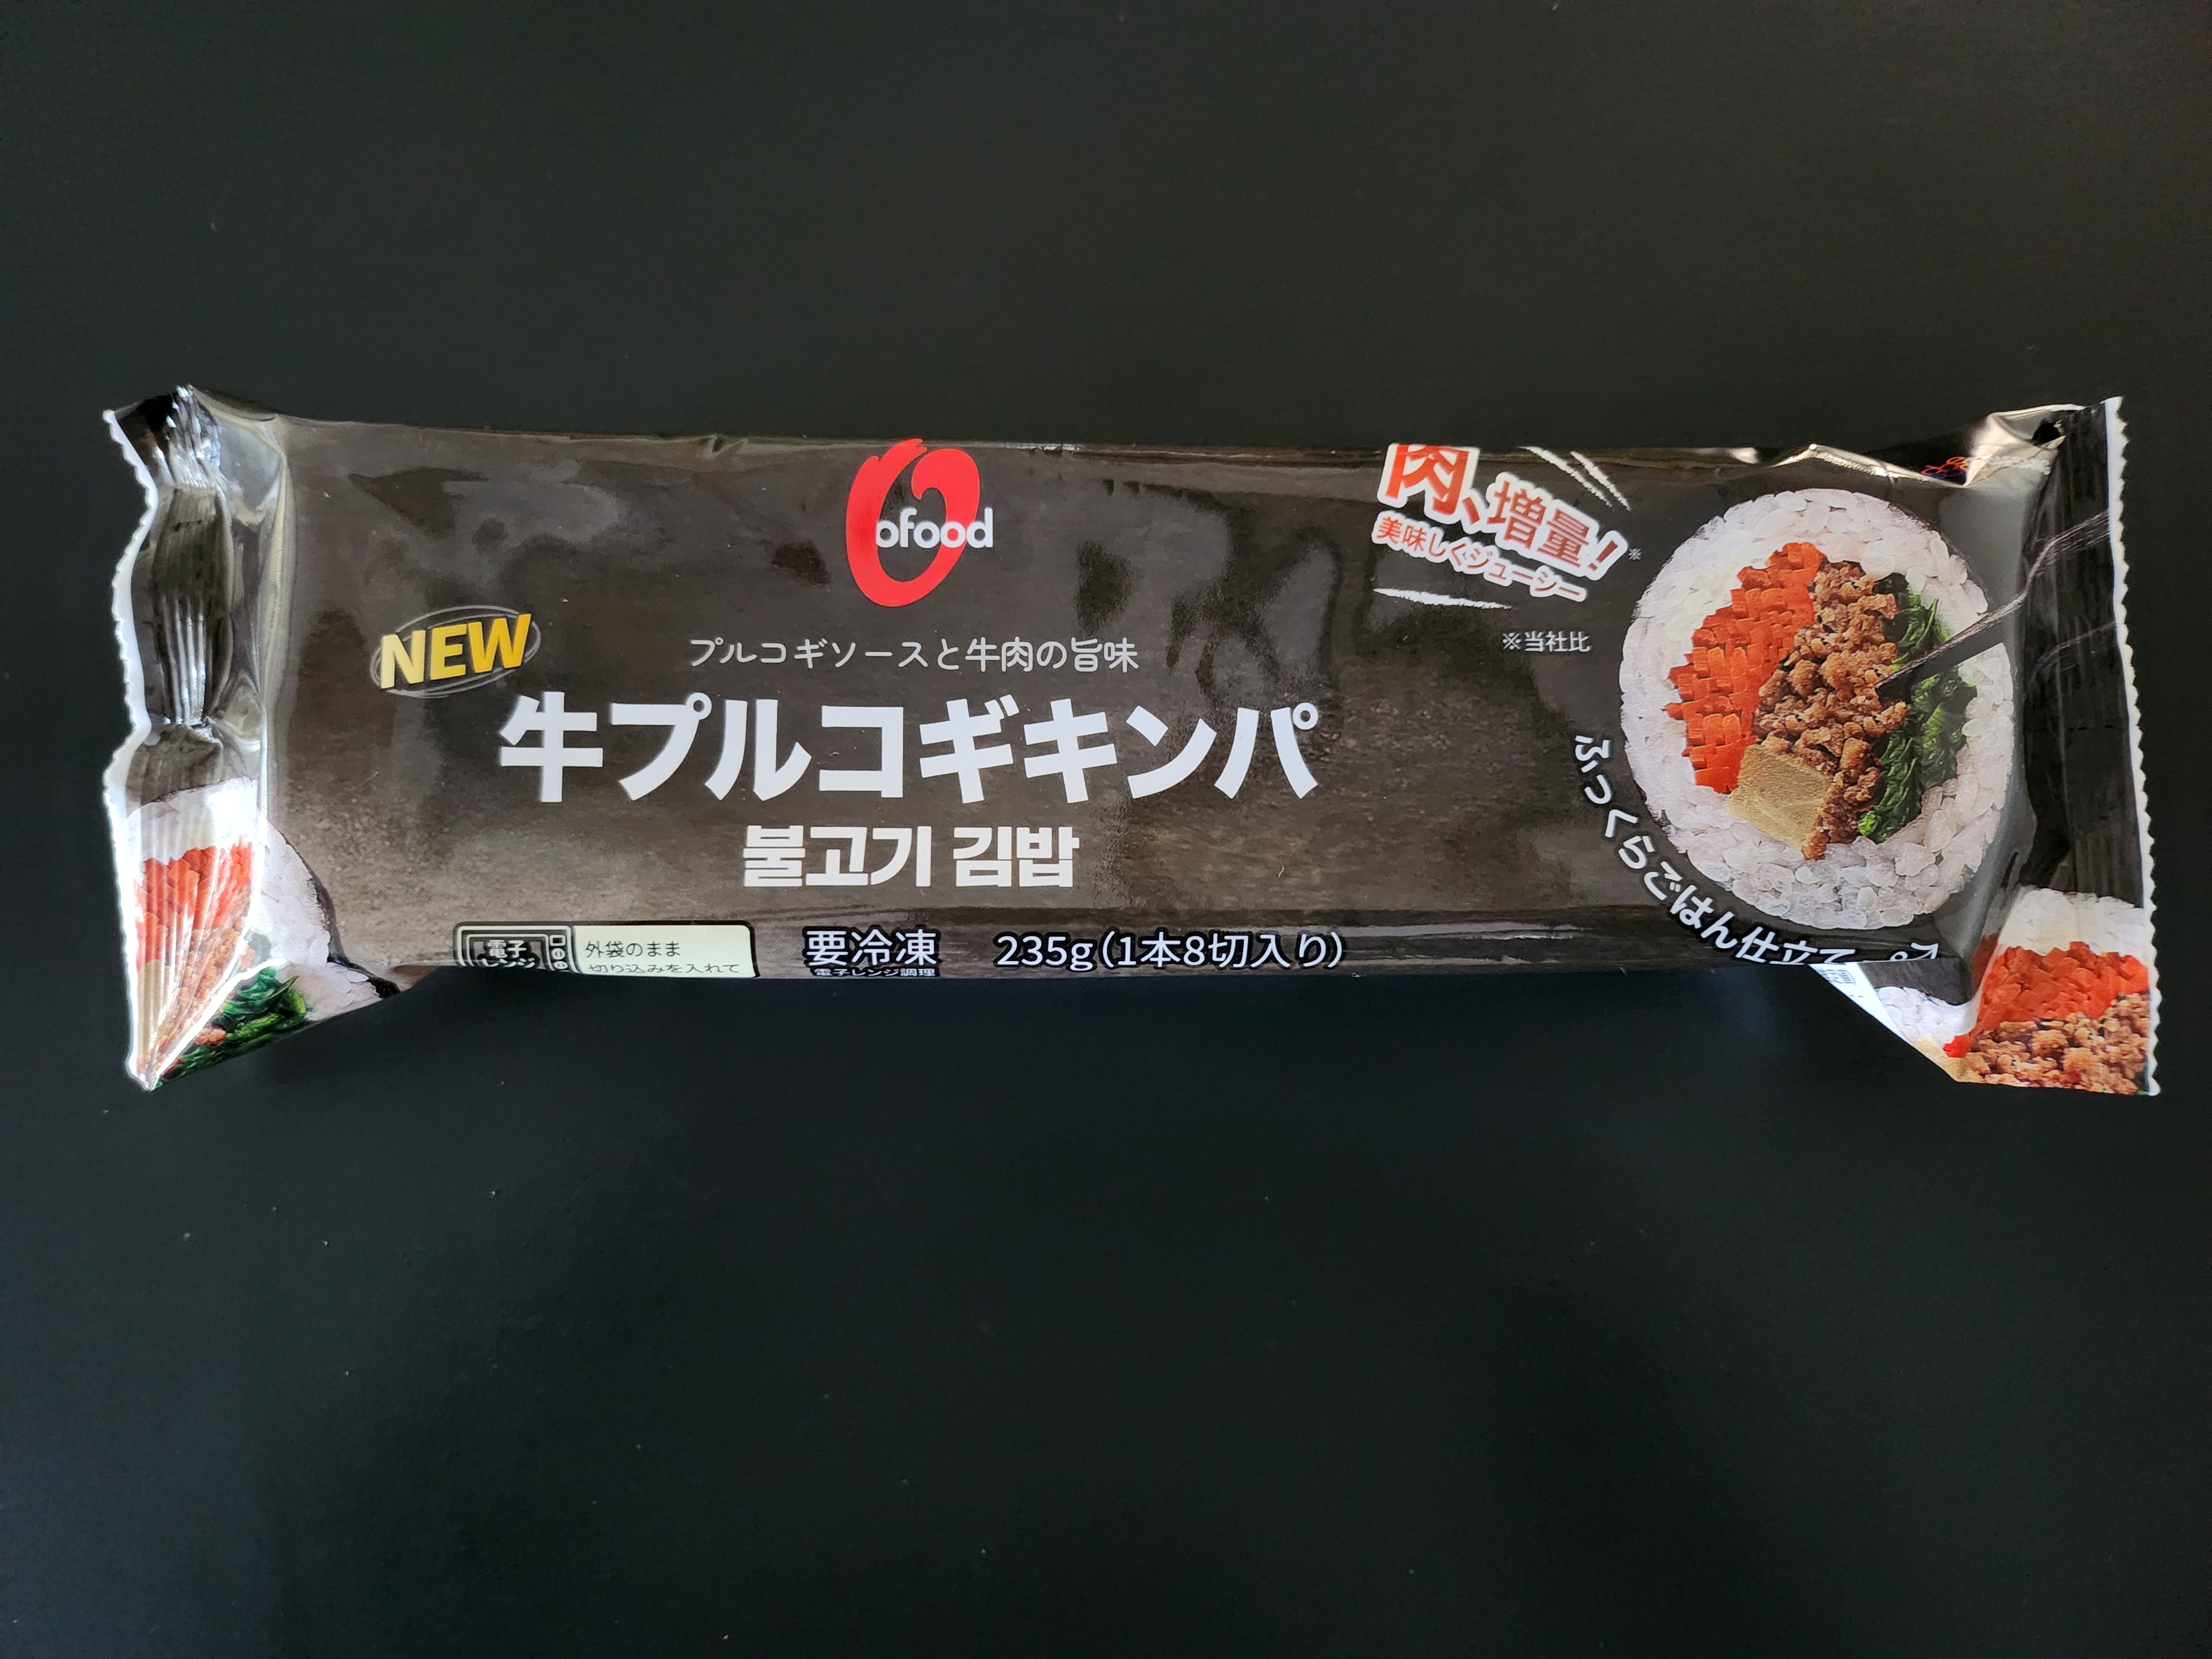 ofood
肉、増量!※
美味しくジューシー
※当社比
NEW
プルコギソースと牛肉の旨味
牛プルコギキンパ
불고기 김밥
ふっくらごはん仕立て
電子
レンジ
外袋のまま
切り込みを入れて
要冷凍
電子レンジ調理
235g(1本8切入り)